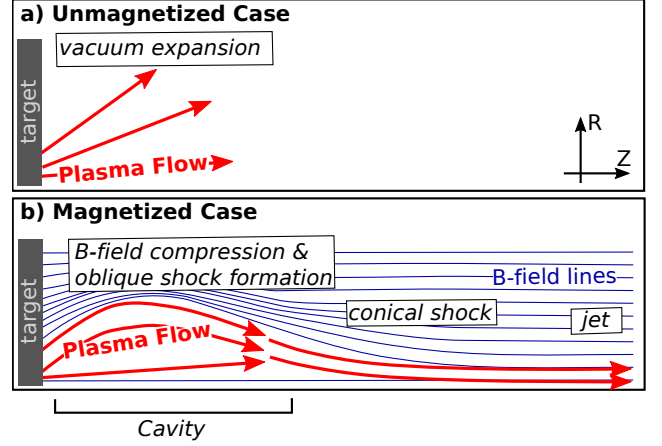 a) Unmagnetized Case
vacuum expansion
target
Plasma Flow
R
Z
b) Magnetized Case
B-field compression &
oblique shock formation
target
B-field lines
conical shock
jet
Plasma Flow
Cavity